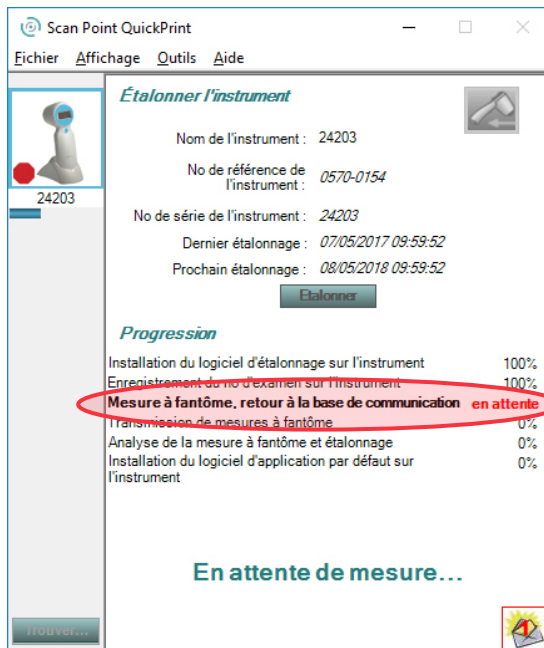 Scan Point QuickPrint
Fichier Affichage Outils Aide
Étalonner l'instrument
Nom de l'instrument : 24203
No de référence de
l'instrument : 0570-0154
24203
No de série de l'instrument : 24203
Dernier étalonnage : 07/05/2017 09:59:52
Prochain étalonnage : 08/05/2018 09:59:52
Etalonner
Progression
Installation du logiciel d'étalonnage sur l'instrument 100%
Enregistrement du no d'examen sur l'instrument 100%
Mesure à fantôme, retour à la base de communication en attente
Transmission de mesures à fantôme 0%
Analyse de la mesure à fantôme et étalonnage 0%
Installation du logiciel d'application par défaut sur 0%
l'instrument
En attente de mesure...
Trouver...
1